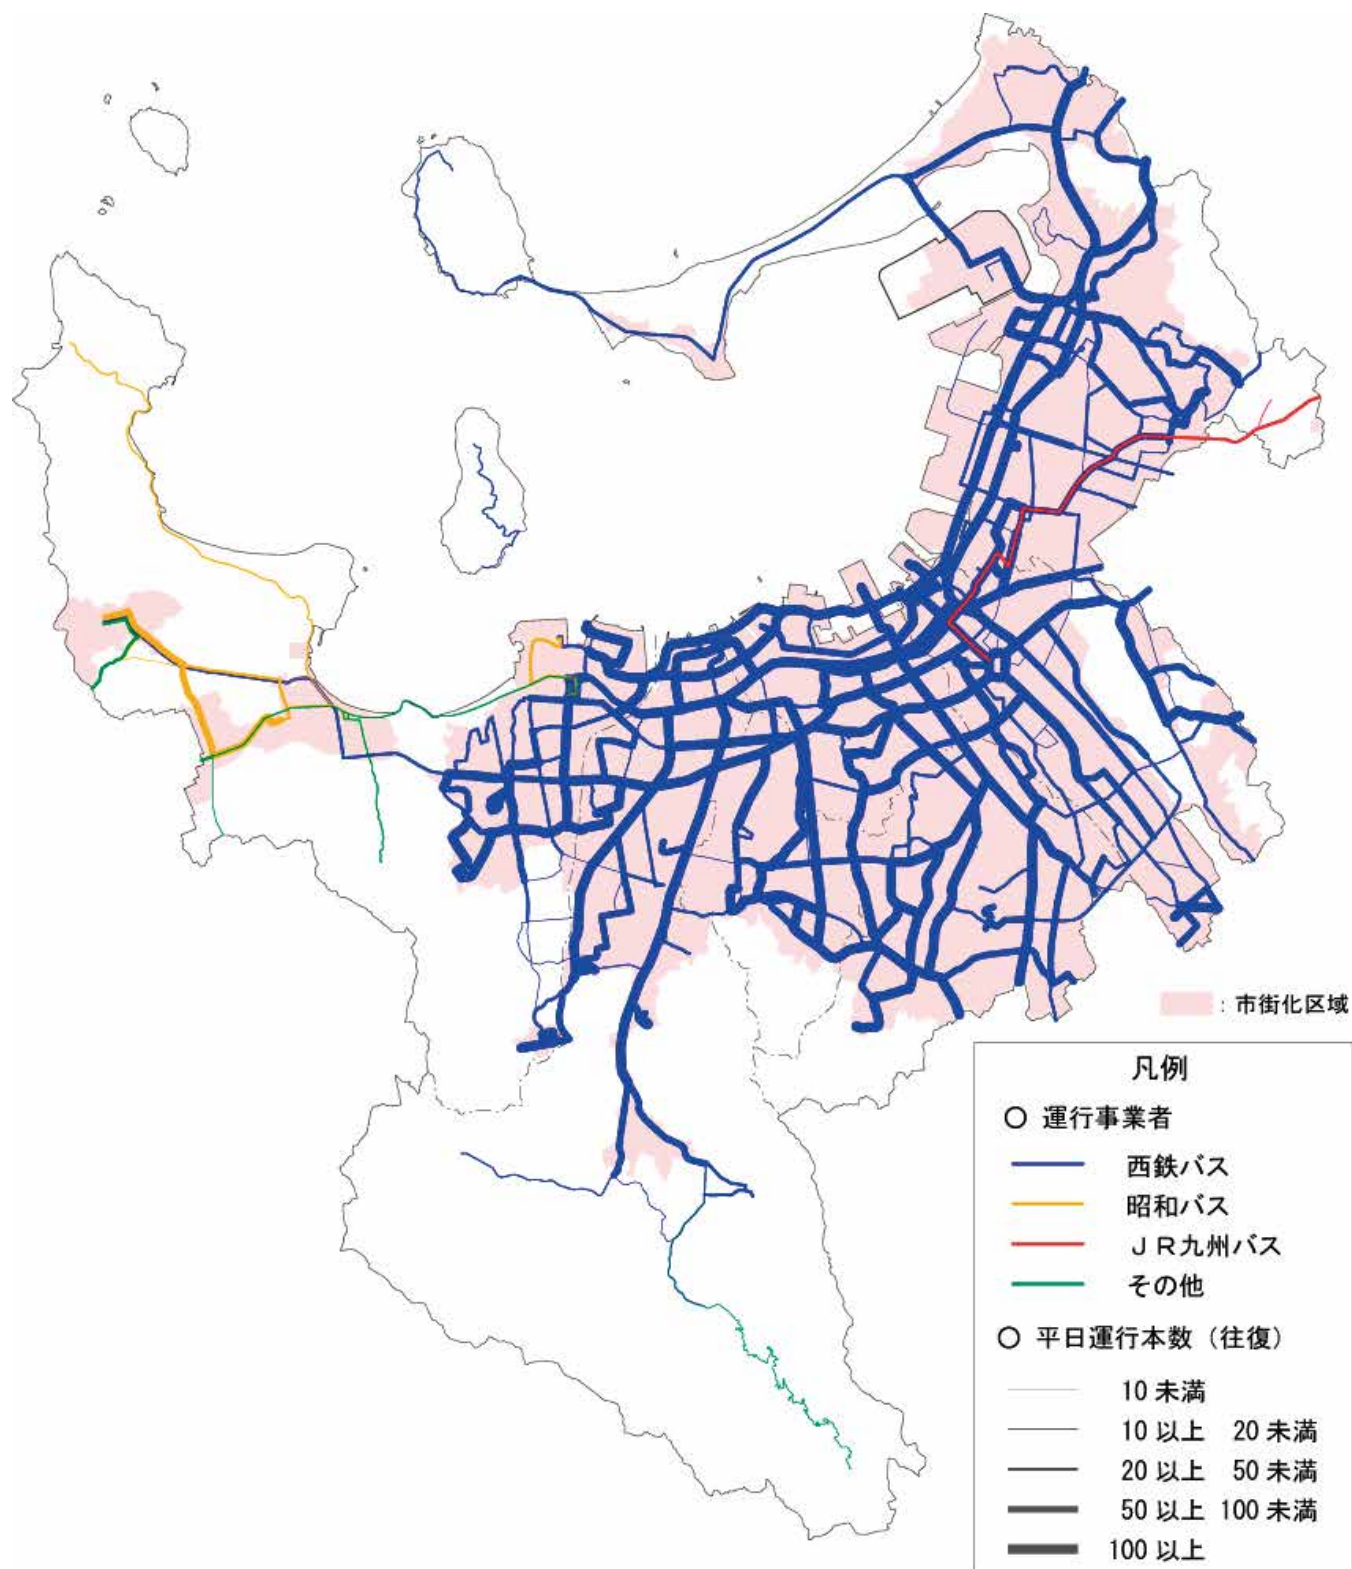 ：市街化区域
凡例
○ 運行事業者
西鉄バス
昭和バス
ＪＲ九州バス
その他
○ 平日運行本数（往復）
10 未満
10 以上 20 未満
20 以上 50 未満
50 以上 100 未満
100 以上